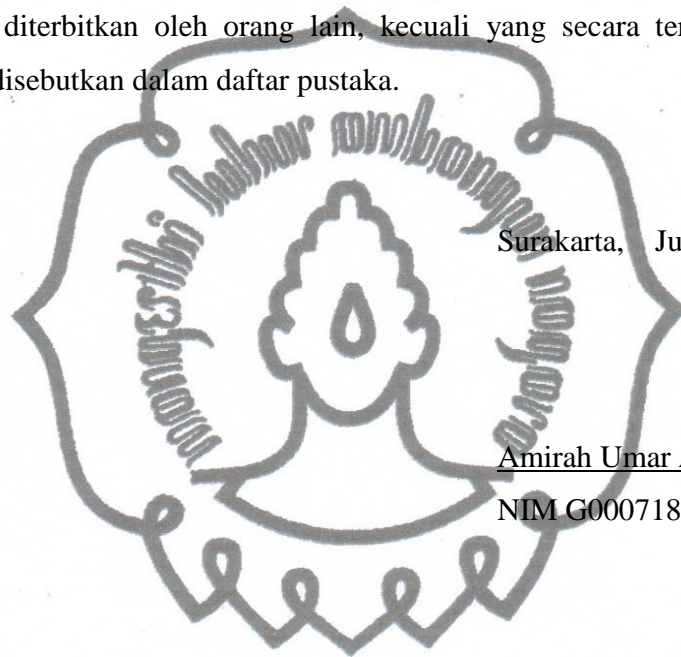 diterbitkan oleh orang lain, kecuali yang secara ter
disebutkan dalam daftar pustaka.
Surakarta, Ju
Amirah Umar A
NIM G000718